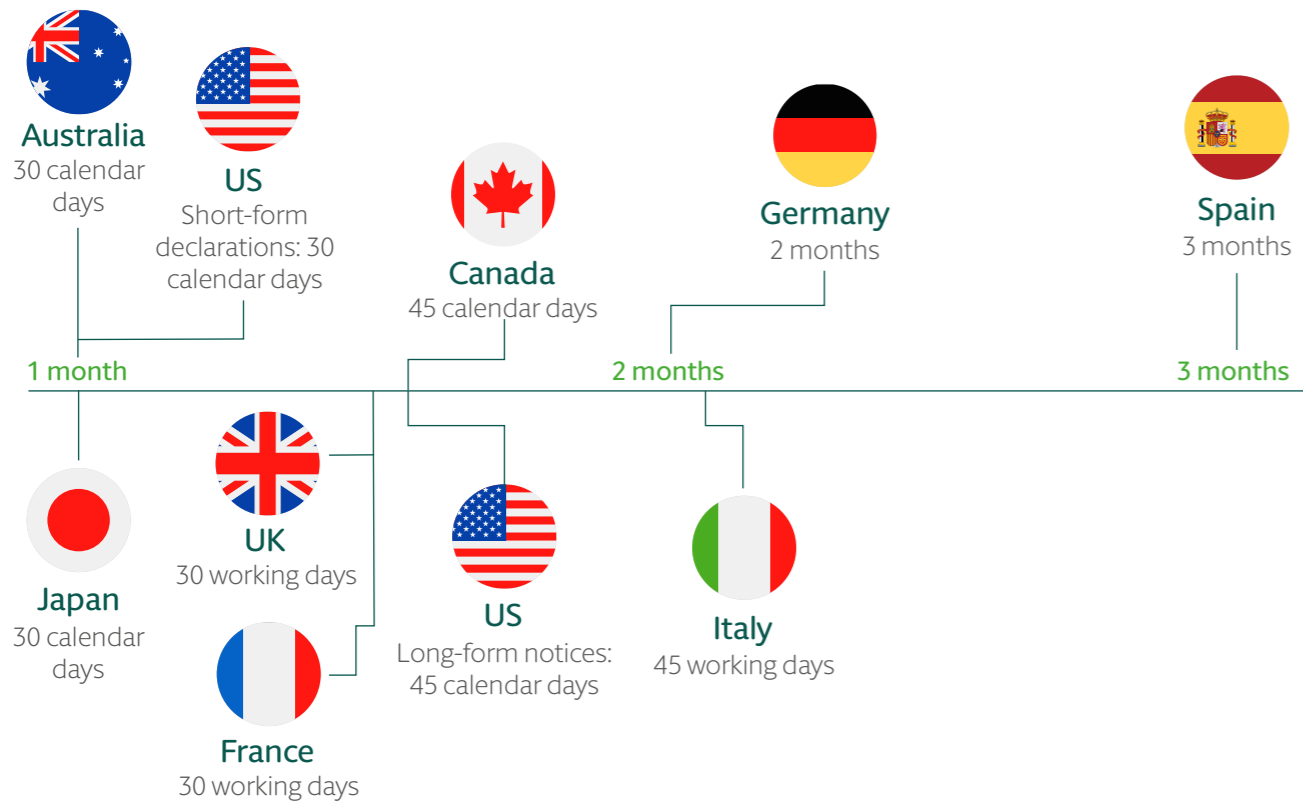 Australia
30 calendar
days
US
Short-form
declarations: 30
calendar days
Canada
45 calendar days
Germany
2 months
Spain
3 months
1 month
2 months
3 months
Japan
30 calendar
days
UK
30 working days
France
30 working days
US
Long-form notices:
45 calendar days
Italy
45 working days